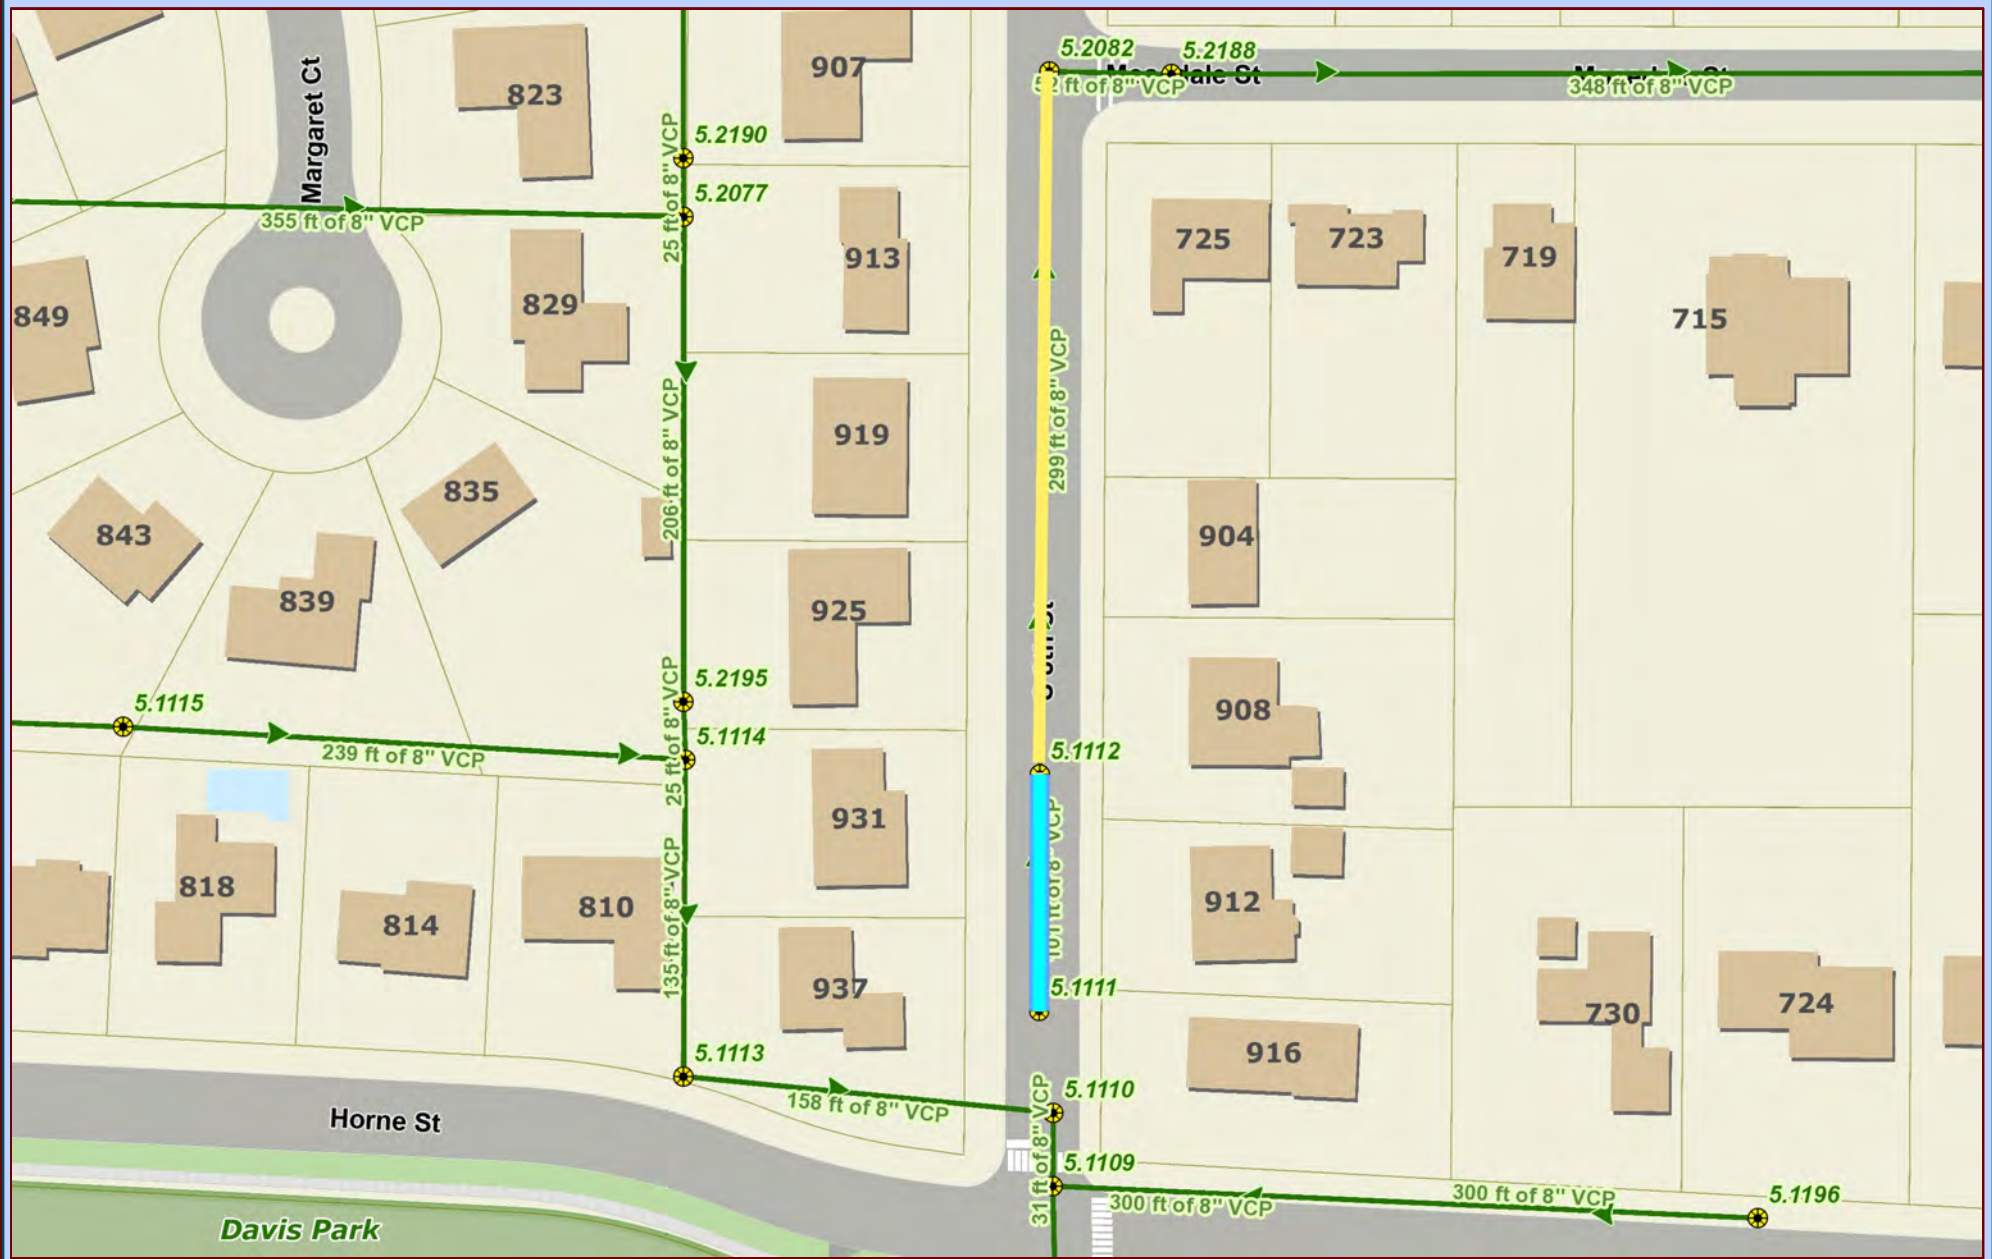 5.2082
5.2188
52 ft of 8" VCP
348 ft of 8" VCP
Margaret Ct
823
907
5.2190
25 ft of 8" VCP
5.2077
355 ft of 8" VCP
849
829
913
725
723
719
715
299 ft of 8" VCP
206 ft of 8" VCP
919
835
843
839
904
925
5.2195
5.1115
908
239 ft of 8" VCP
25 ft of 8" VCP
5.1114
5.1112
931
101 ft of 8" VCP
818
814
810
135 ft of 8" VCP
912
937
5.1111
730
724
916
5.1113
158 ft of 8" VCP
5.1110
Horne St
31 ft of 8" VCP
5.1109
300 ft of 8" VCP
300 ft of 8" VCP
5.1196
Davis Park